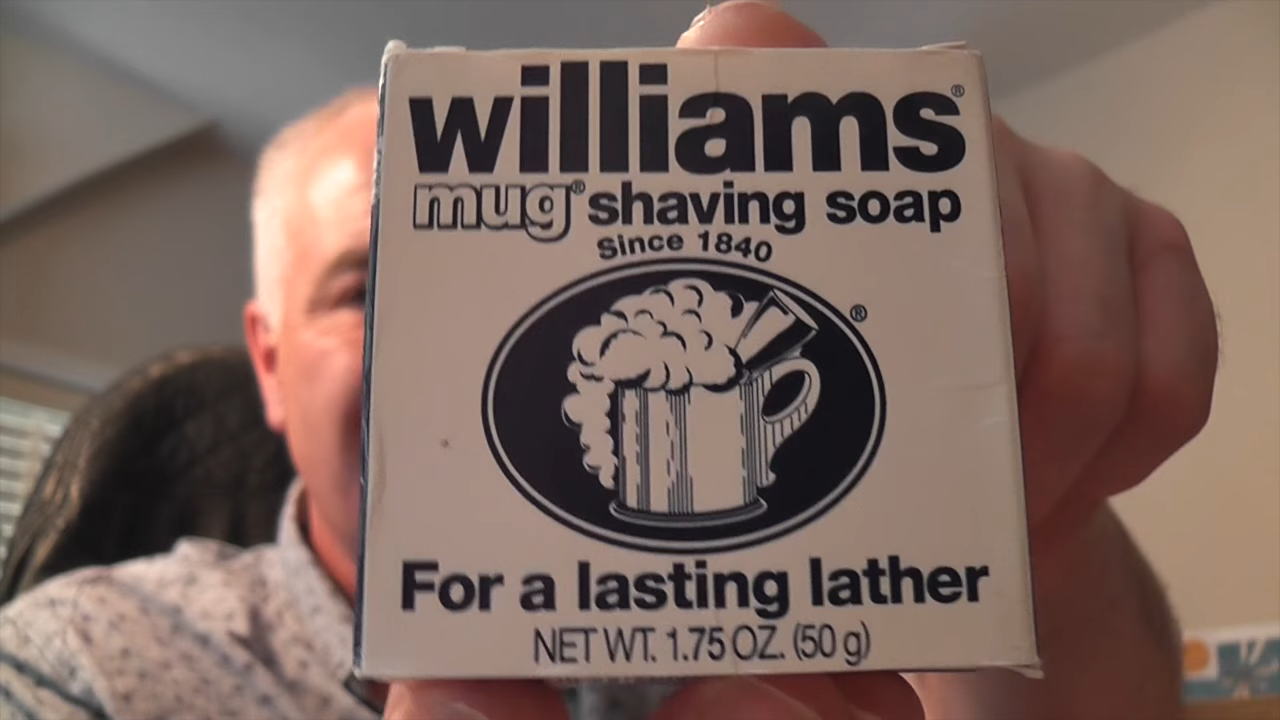 williams®
mug® shaving soap
Since 1840
®
For a lasting lather
NET WT. 1.75 OZ. (50 g)